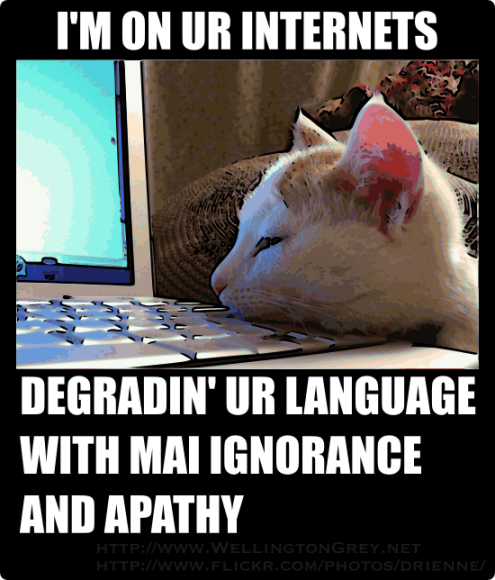 I'M ON UR INTERNETS
DEGRADIN' UR LANGUAGE
WITH MAI IGNORANCE
AND APATHY
HTTP://WWW.WELLINGTONGREY.NET
HTTP://WWW.FLICKR.COM/PHOTOS/DRIENNE/